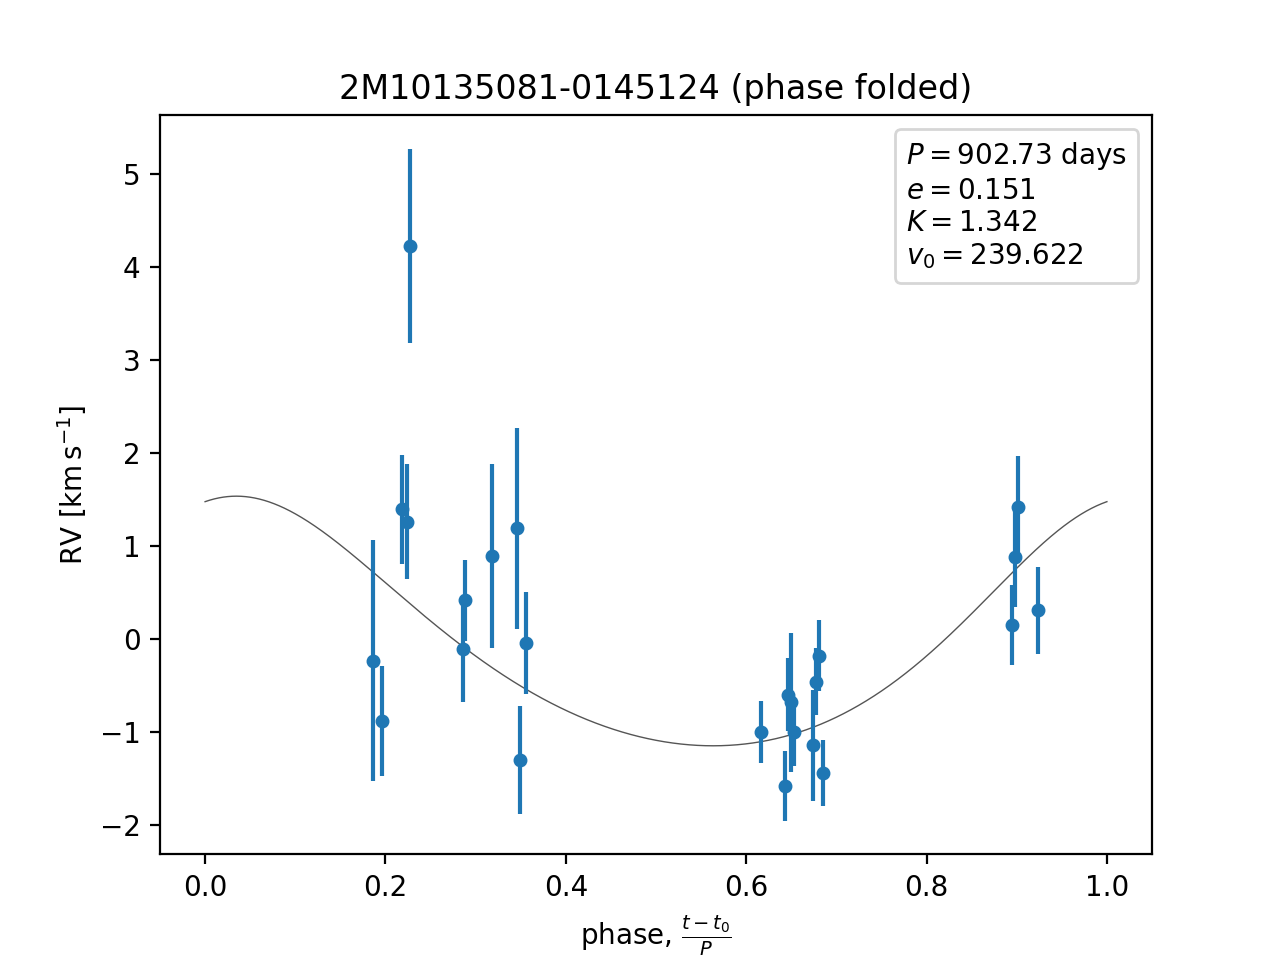 2M10135081-0145124 (phase folded)
P = 902.73 days
e = 0.151
K = 1.342
v₀ = 239.622
RV [km s⁻¹]
5
4
3
2
1
0
−1
−2
0.0 0.2 0.4 0.6 0.8 1.0
phase, (t − t₀)/P